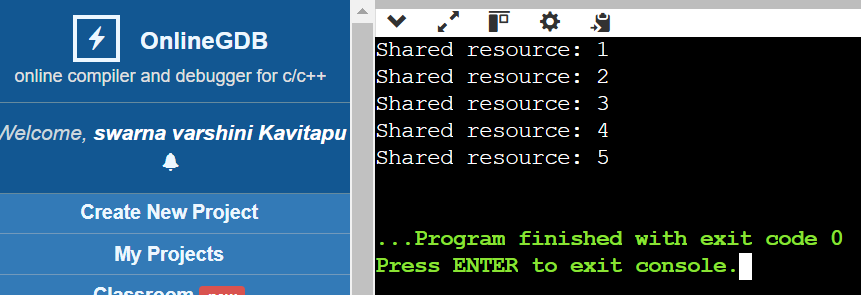 OnlineGDB
online compiler and debugger for c/c++
Welcome, swarna varshini Kavitapu
Create New Project
My Projects
Classroom new
Shared resource: 1
Shared resource: 2
Shared resource: 3
Shared resource: 4
Shared resource: 5
...Program finished with exit code 0
Press ENTER to exit console.